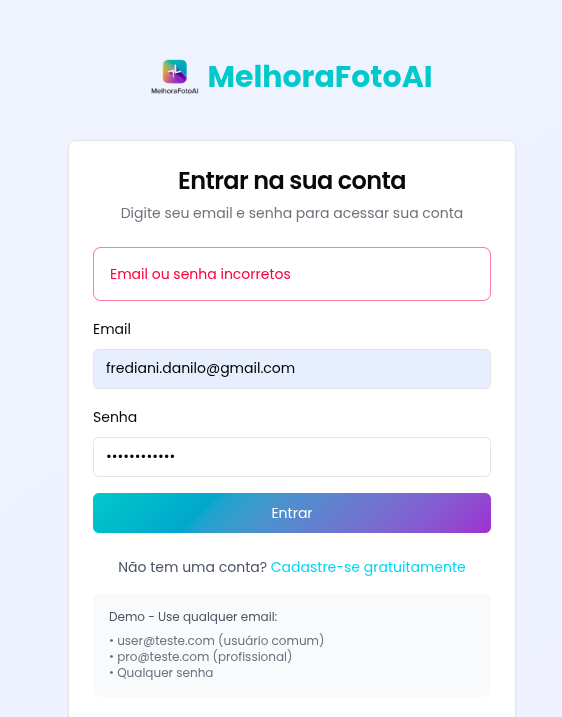 MelhoraFotoAI
MelhoraFotoAI
Entrar na sua conta
Digite seu email e senha para acessar sua conta
Email ou senha incorretos
Email
frediani.danilo@gmail.com
Senha
••••••••••••
Entrar
Não tem uma conta? Cadastre-se gratuitamente
Demo - Use qualquer email:
• user@teste.com (usuário comum)
• pro@teste.com (profissional)
• Qualquer senha